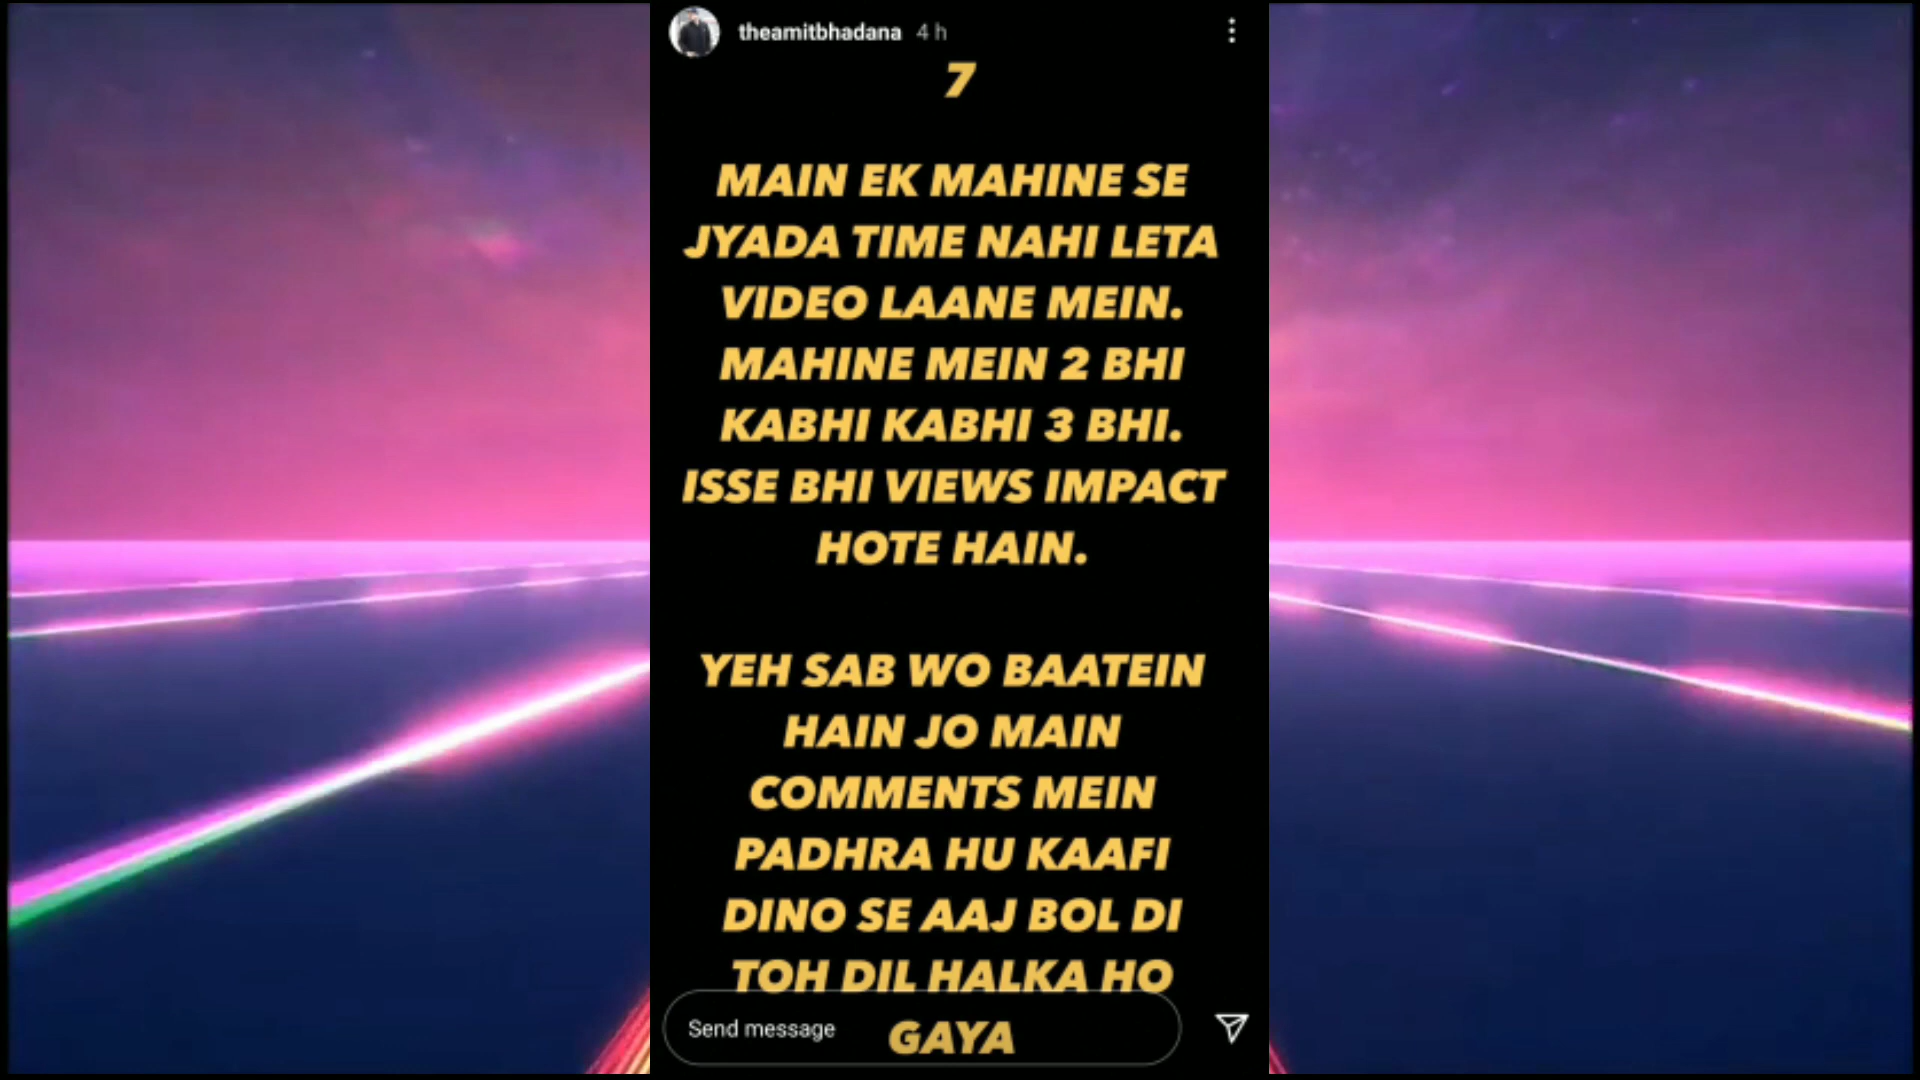 theamitbhadana 4 h
7
MAIN EK MAHINE SE
JYADA TIME NAHI LETA
VIDEO LAANE MEIN.
MAHINE MEIN 2 BHI
KABHI KABHI 3 BHI.
ISSE BHI VIEWS IMPACT
HOTE HAIN.
YEH SAB WO BAATEIN
HAIN JO MAIN
COMMENTS MEIN
PADHRA HU KAAFI
DINO SE AAJ BOL DI
TOH DIL HALKA HO
GAYA
Send message